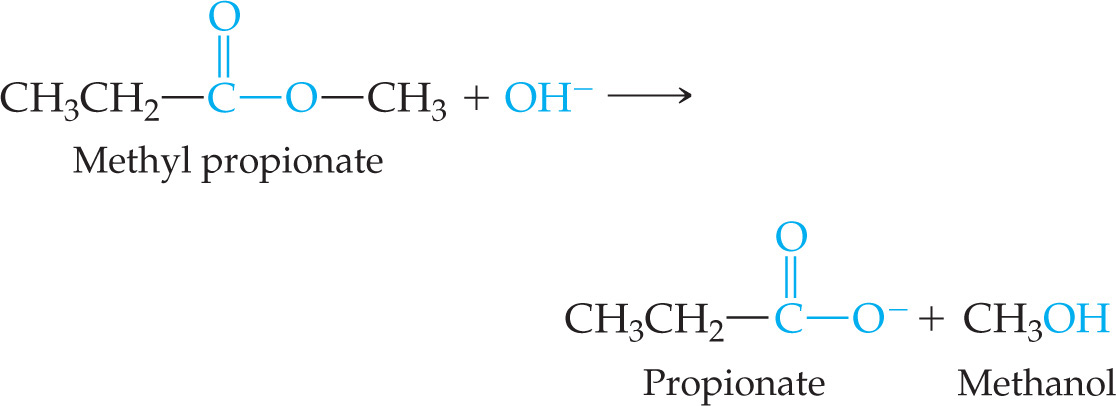 O
CH₃CH₂—C—O—CH₃ + OH⁻ ⟶
Methyl propionate
O
CH₃CH₂—C—O⁻ + CH₃OH
Propionate Methanol